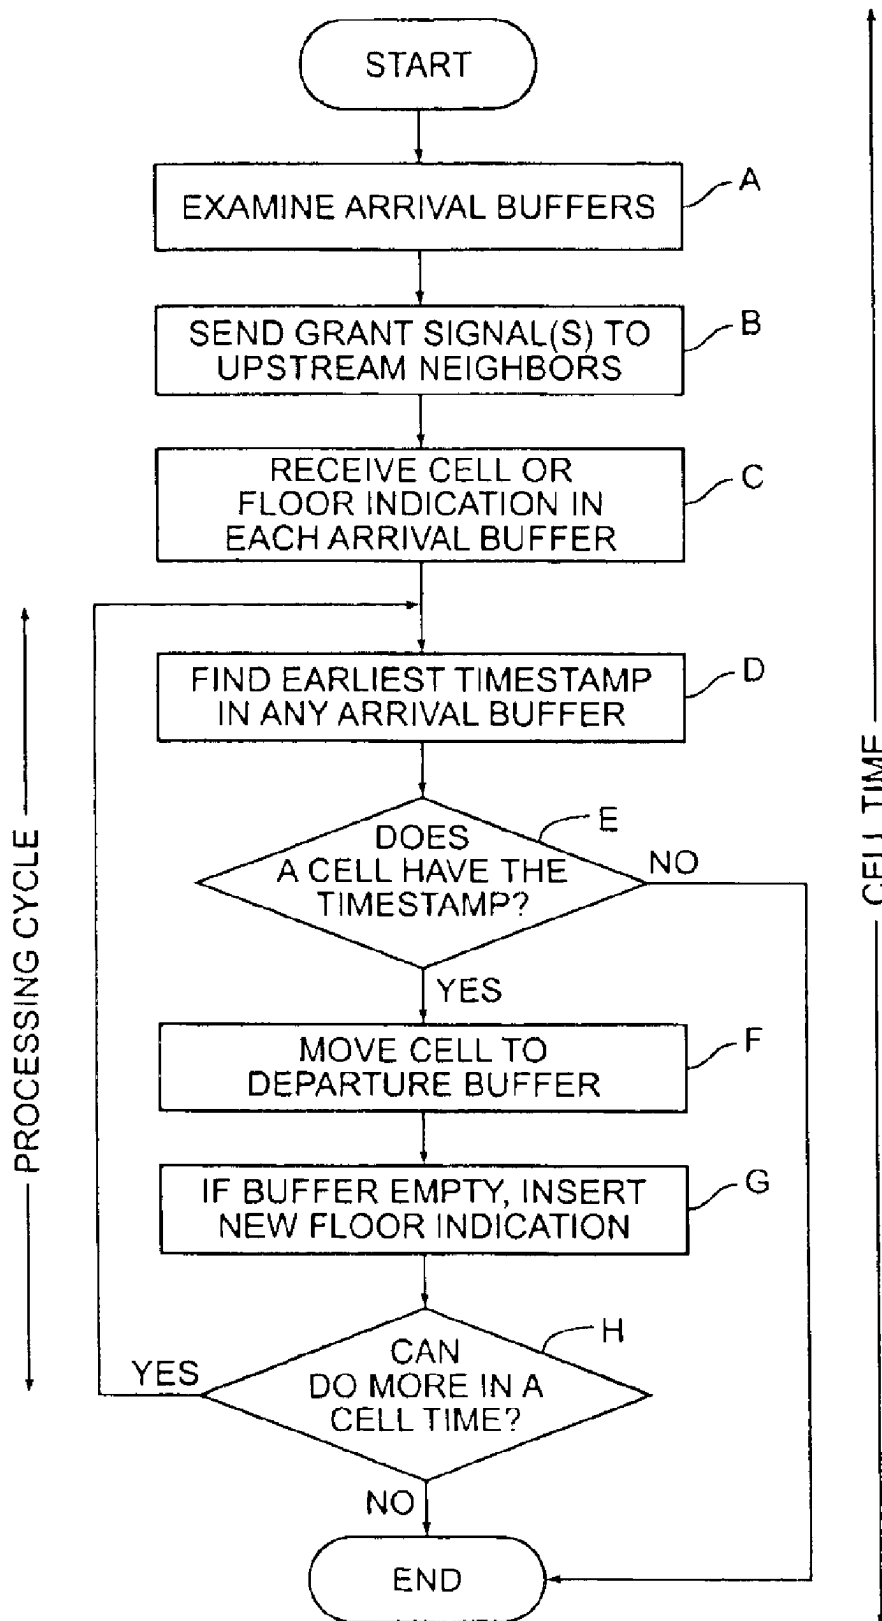 START
EXAMINE ARRIVAL BUFFERS
A
SEND GRANT SIGNAL(S) TO
UPSTREAM NEIGHBORS
B
RECEIVE CELL OR
FLOOR INDICATION IN
EACH ARRIVAL BUFFER
C
FIND EARLIEST TIMESTAMP
IN ANY ARRIVAL BUFFER
D
DOES
A CELL HAVE THE
TIMESTAMP?
E
NO
YES
MOVE CELL TO
DEPARTURE BUFFER
F
IF BUFFER EMPTY, INSERT
NEW FLOOR INDICATION
G
CAN
DO MORE IN A
CELL TIME?
H
YES
NO
END
PROCESSING CYCLE
CELL TIME